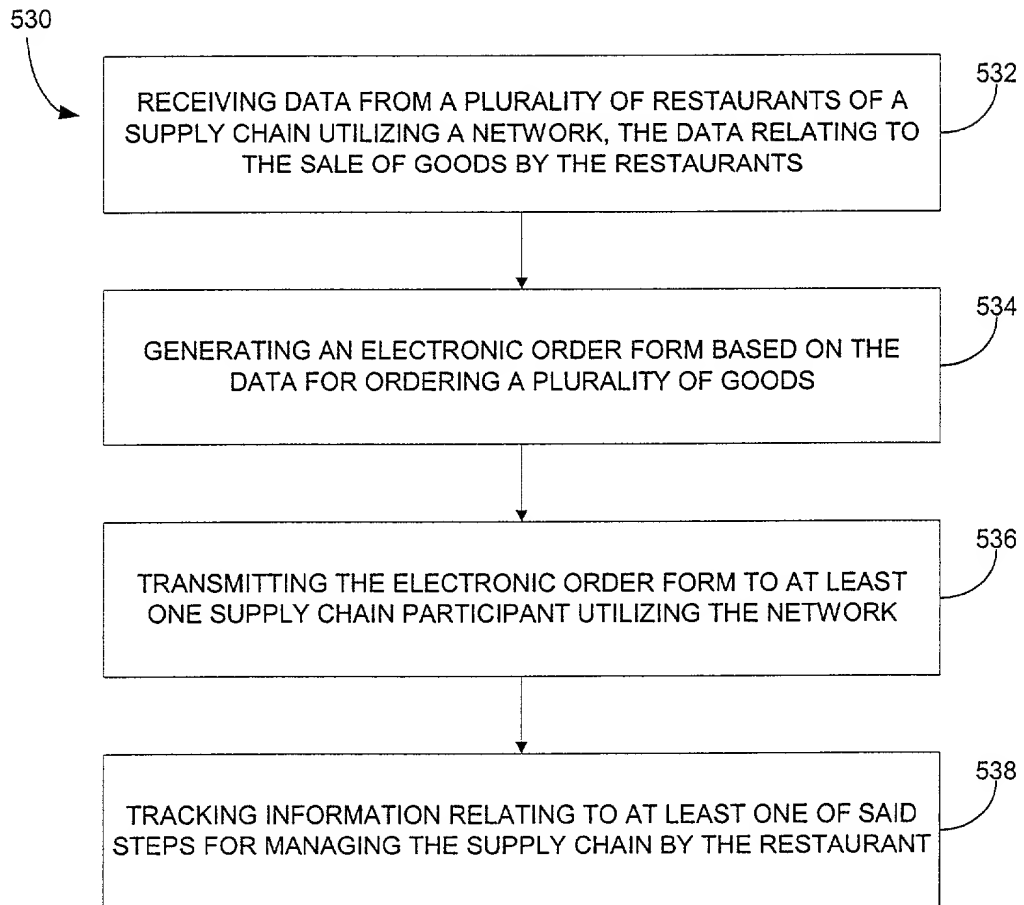 530
532
RECEIVING DATA FROM A PLURALITY OF RESTAURANTS OF A
SUPPLY CHAIN UTILIZING A NETWORK, THE DATA RELATING TO
THE SALE OF GOODS BY THE RESTAURANTS
534
GENERATING AN ELECTRONIC ORDER FORM BASED ON THE
DATA FOR ORDERING A PLURALITY OF GOODS
536
TRANSMITTING THE ELECTRONIC ORDER FORM TO AT LEAST
ONE SUPPLY CHAIN PARTICIPANT UTILIZING THE NETWORK
538
TRACKING INFORMATION RELATING TO AT LEAST ONE OF SAID
STEPS FOR MANAGING THE SUPPLY CHAIN BY THE RESTAURANT